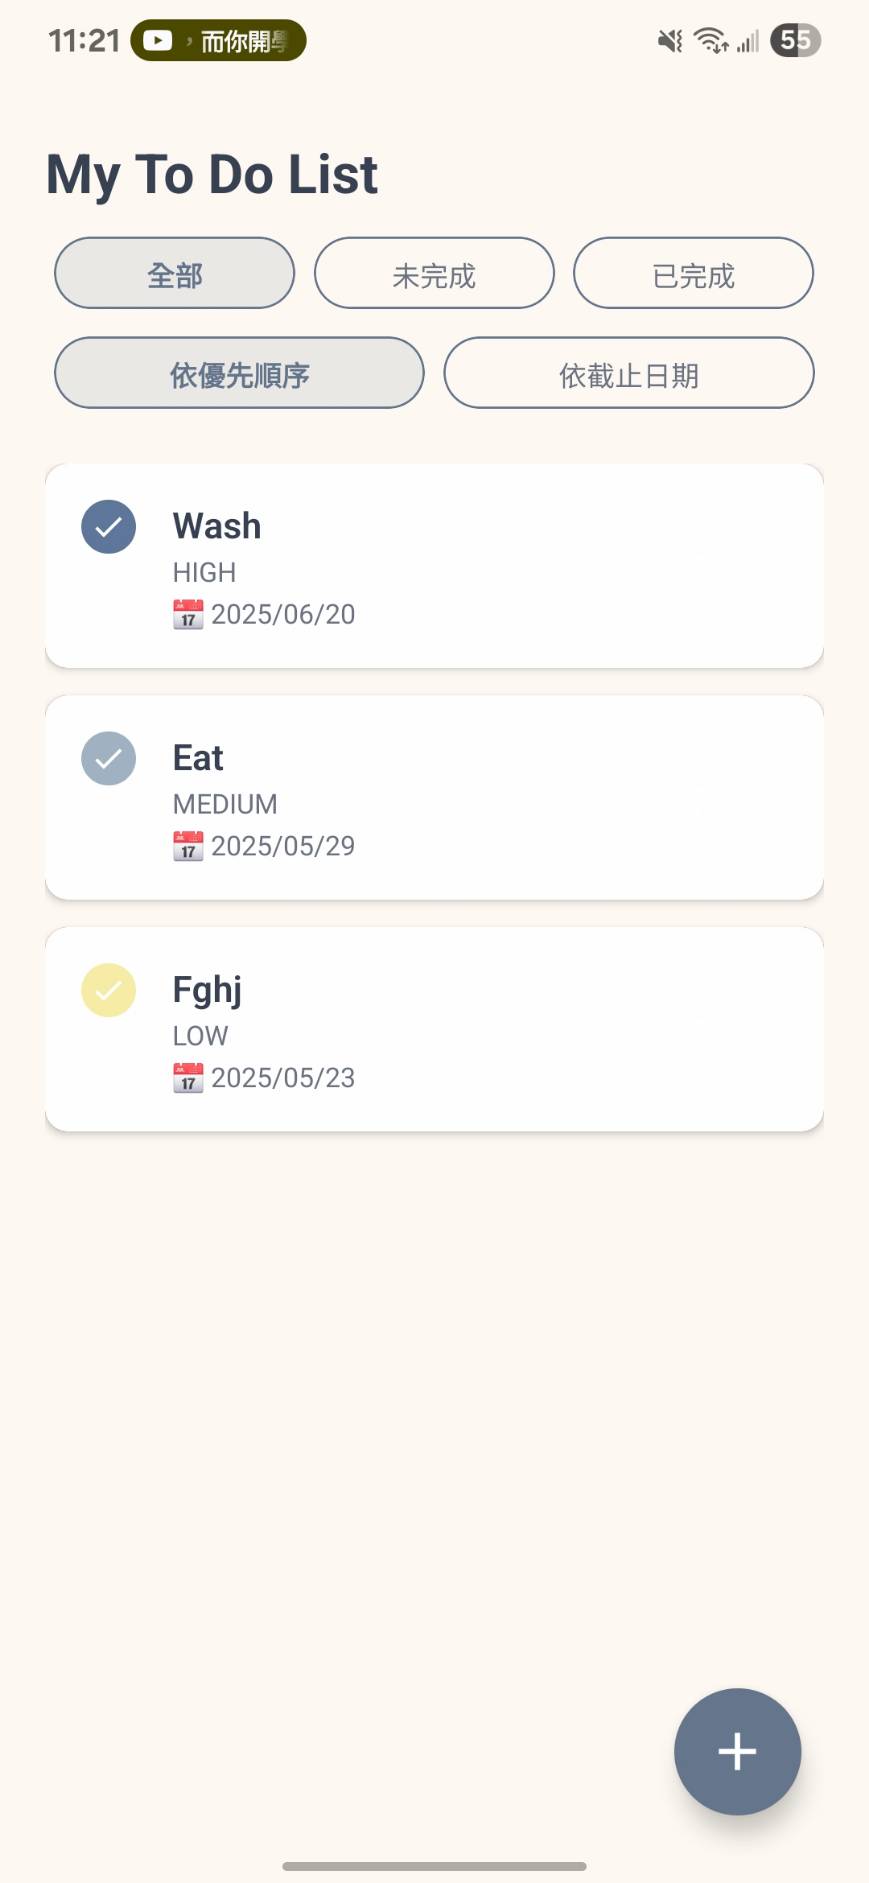 11:21 ，而你開 55
My To Do List
全部 未完成 已完成
依優先順序 依截止日期
Wash
HIGH
17 2025/06/20
Eat
MEDIUM
17 2025/05/29
Fghj
LOW
17 2025/05/23